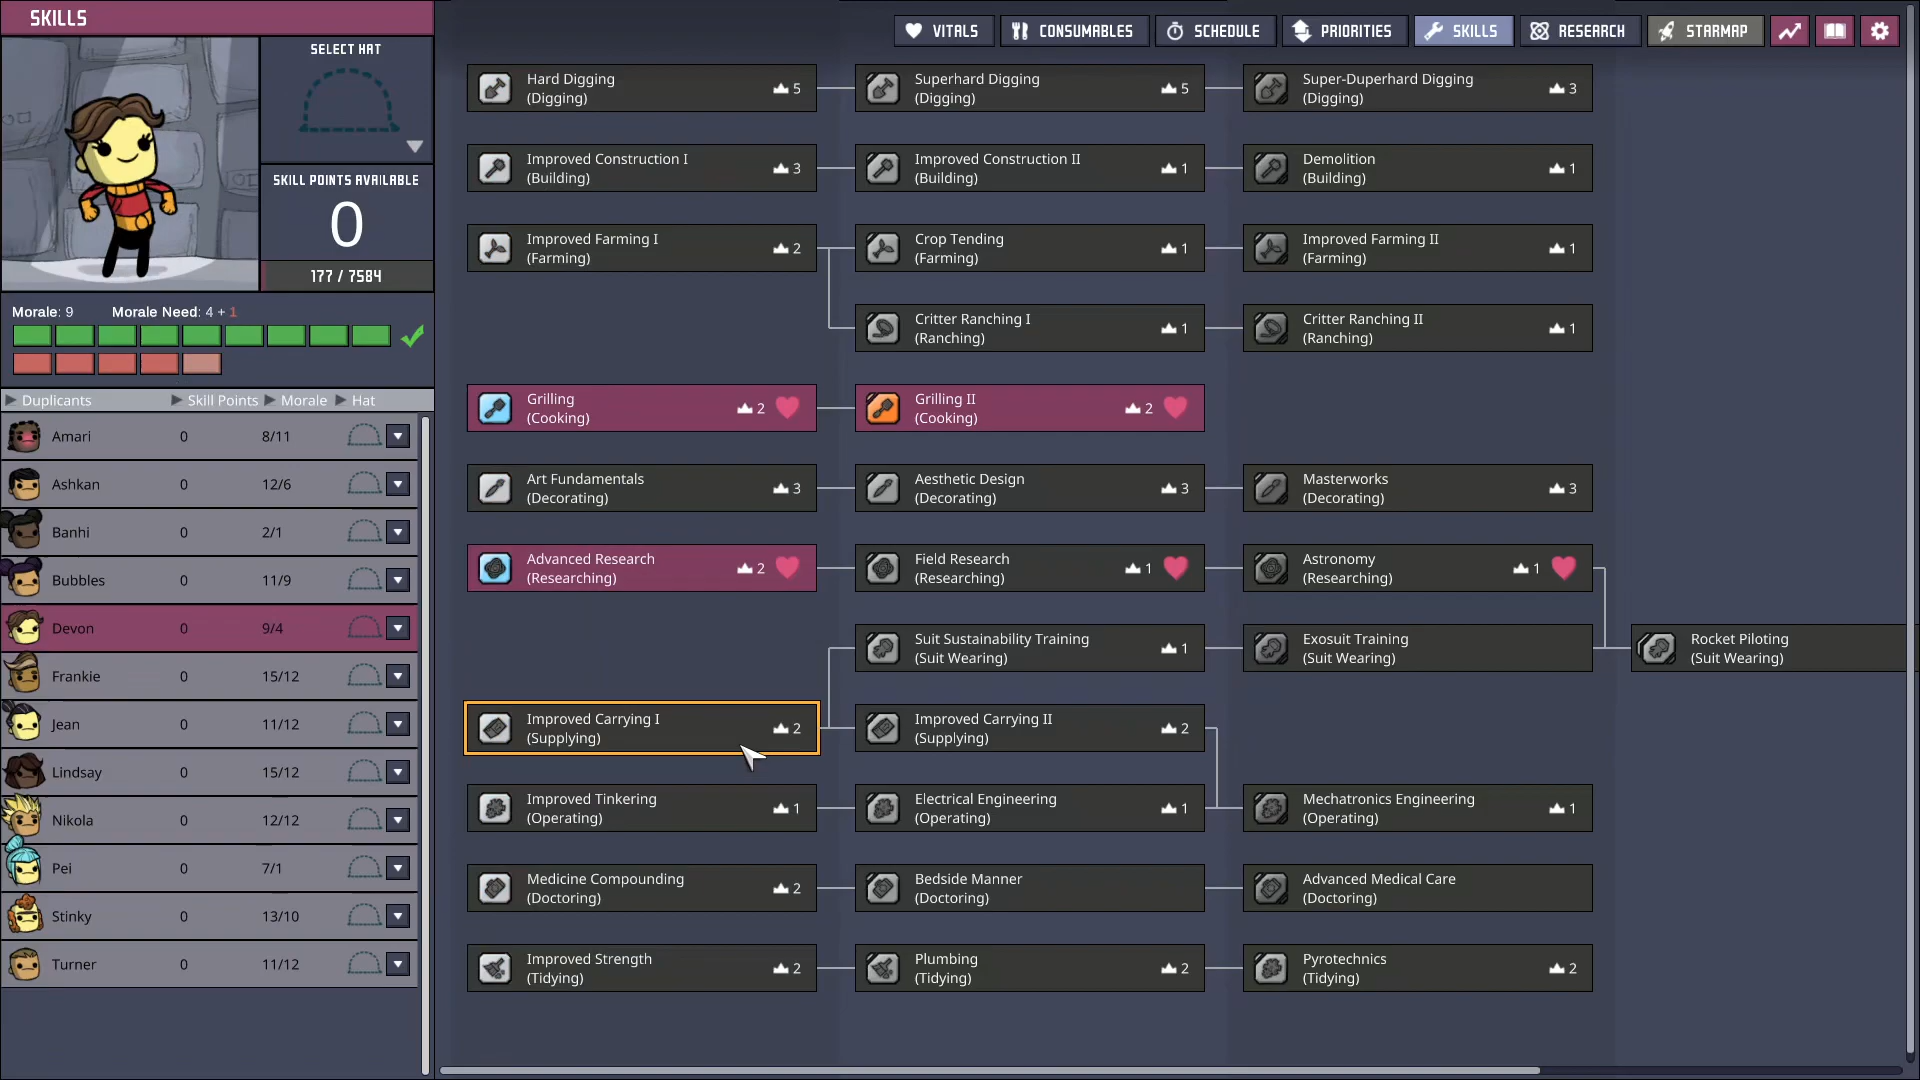 SKILLS
VITALS
CONSUMABLES
SCHEDULE
PRIORITIES
SKILLS
RESEARCH
STARMAP
SELECT HAT
SKILL POINTS AVAILABLE
0
177 / 7584
Morale: 9 Morale Need: 4 + 1
Duplicants Skill Points Morale Hat
Amari 0 8/11
Ashkan 0 12/6
Banhi 0 2/1
Bubbles 0 11/9
Devon 0 9/4
Frankie 0 15/12
Jean 0 11/12
Lindsay 0 15/12
Nikola 0 12/12
Pei 0 7/1
Stinky 0 13/10
Turner 0 11/12
Hard Digging
(Digging)
5
Superhard Digging
(Digging)
5
Super-Duperhard Digging
(Digging)
3
Improved Construction I
(Building)
3
Improved Construction II
(Building)
1
Demolition
(Building)
1
Improved Farming I
(Farming)
2
Crop Tending
(Farming)
1
Improved Farming II
(Farming)
1
Critter Ranching I
(Ranching)
1
Critter Ranching II
(Ranching)
1
Grilling
(Cooking)
2
Grilling II
(Cooking)
2
Art Fundamentals
(Decorating)
3
Aesthetic Design
(Decorating)
3
Masterworks
(Decorating)
3
Advanced Research
(Researching)
2
Field Research
(Researching)
1
Astronomy
(Researching)
1
Suit Sustainability Training
(Suit Wearing)
1
Exosuit Training
(Suit Wearing)
Rocket Piloting
(Suit Wearing)
Improved Carrying I
(Supplying)
2
Improved Carrying II
(Supplying)
2
Improved Tinkering
(Operating)
1
Electrical Engineering
(Operating)
1
Mechatronics Engineering
(Operating)
1
Medicine Compounding
(Doctoring)
2
Bedside Manner
(Doctoring)
Advanced Medical Care
(Doctoring)
Improved Strength
(Tidying)
2
Plumbing
(Tidying)
2
Pyrotechnics
(Tidying)
2